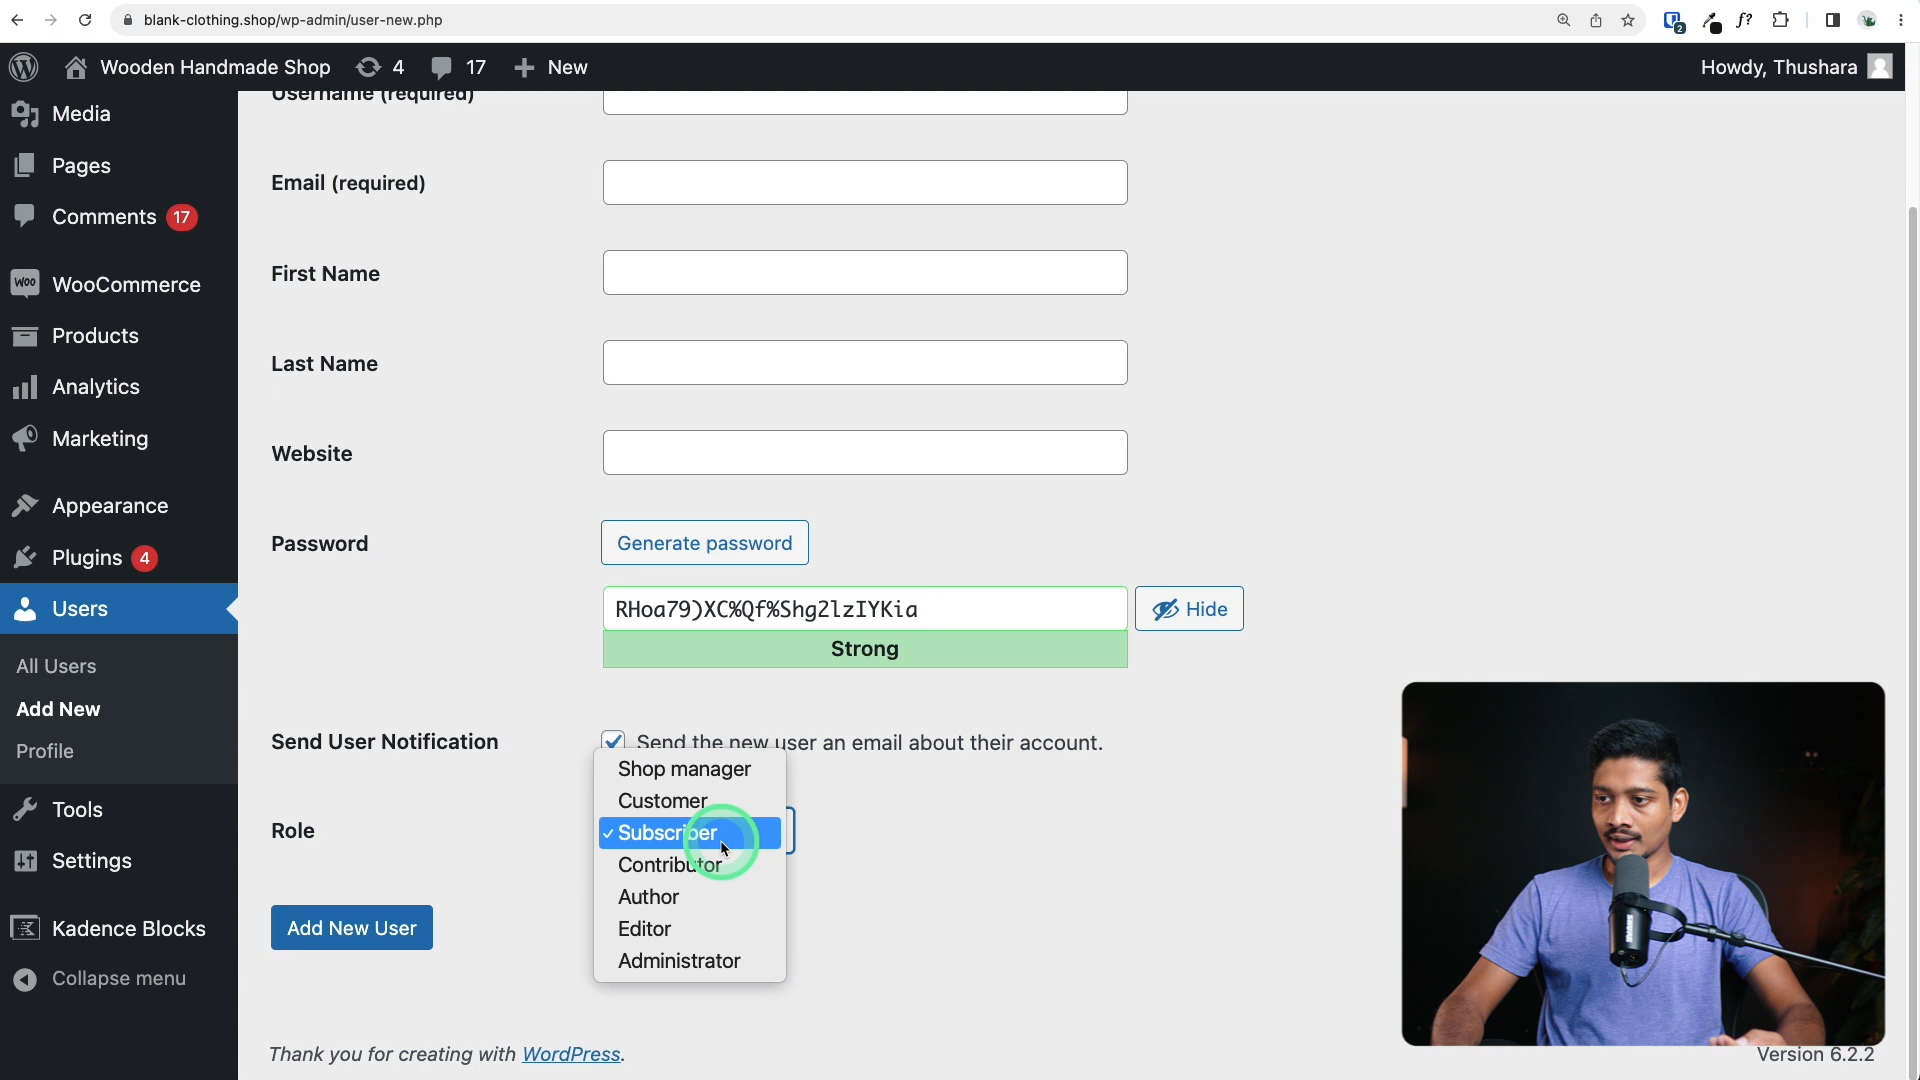 blank-clothing.shop/wp-admin/user-new.php
2
f?
Wooden Handmade Shop
4
17
New
Howdy, Thushara
Media
Pages
Comments 17
WOO WooCommerce
Products
Analytics
Marketing
Appearance
Plugins 4
Users
All Users
Add New
Profile
Tools
Settings
Kadence Blocks
Collapse menu
Username (required)
Email (required)
First Name
Last Name
Website
Password
Generate password
RHoa79)XC%Qf%Shg2lzIYKia
Hide
Strong
Send User Notification
Send the new user an email about their account.
Role
Shop manager
Customer
Subscriber
Contributor
Author
Editor
Administrator
Add New User
Thank you for creating with WordPress.
Version 6.2.2